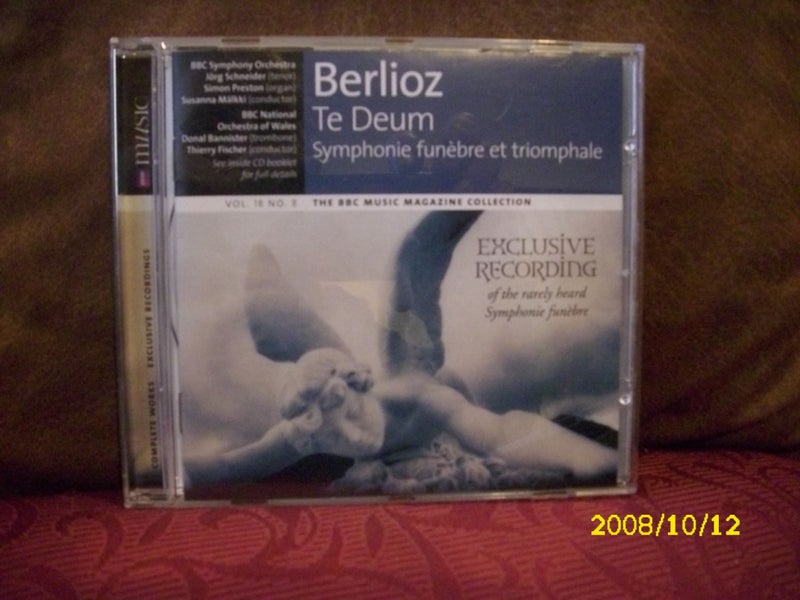 BBC Symphony Orchestra
Jörg Schneider (tenor)
Simon Preston (organ)
Susanna Mälkki (conductor)
BBC National
Orchestra of Wales
Donal Bannister (trombone)
Thierry Fischer (conductor)
See inside CD booklet
for full details
Berlioz
Te Deum
Symphonie funèbre et triomphale
VOL. 18 NO. 8 THE BBC MUSIC MAGAZINE COLLECTION
EXCLUSIVE
RECORDING
of the rarely heard
Symphonie funèbre
MUSIC
COMPLETE WORKS EXCLUSIVE RECORDINGS
2008/10/12